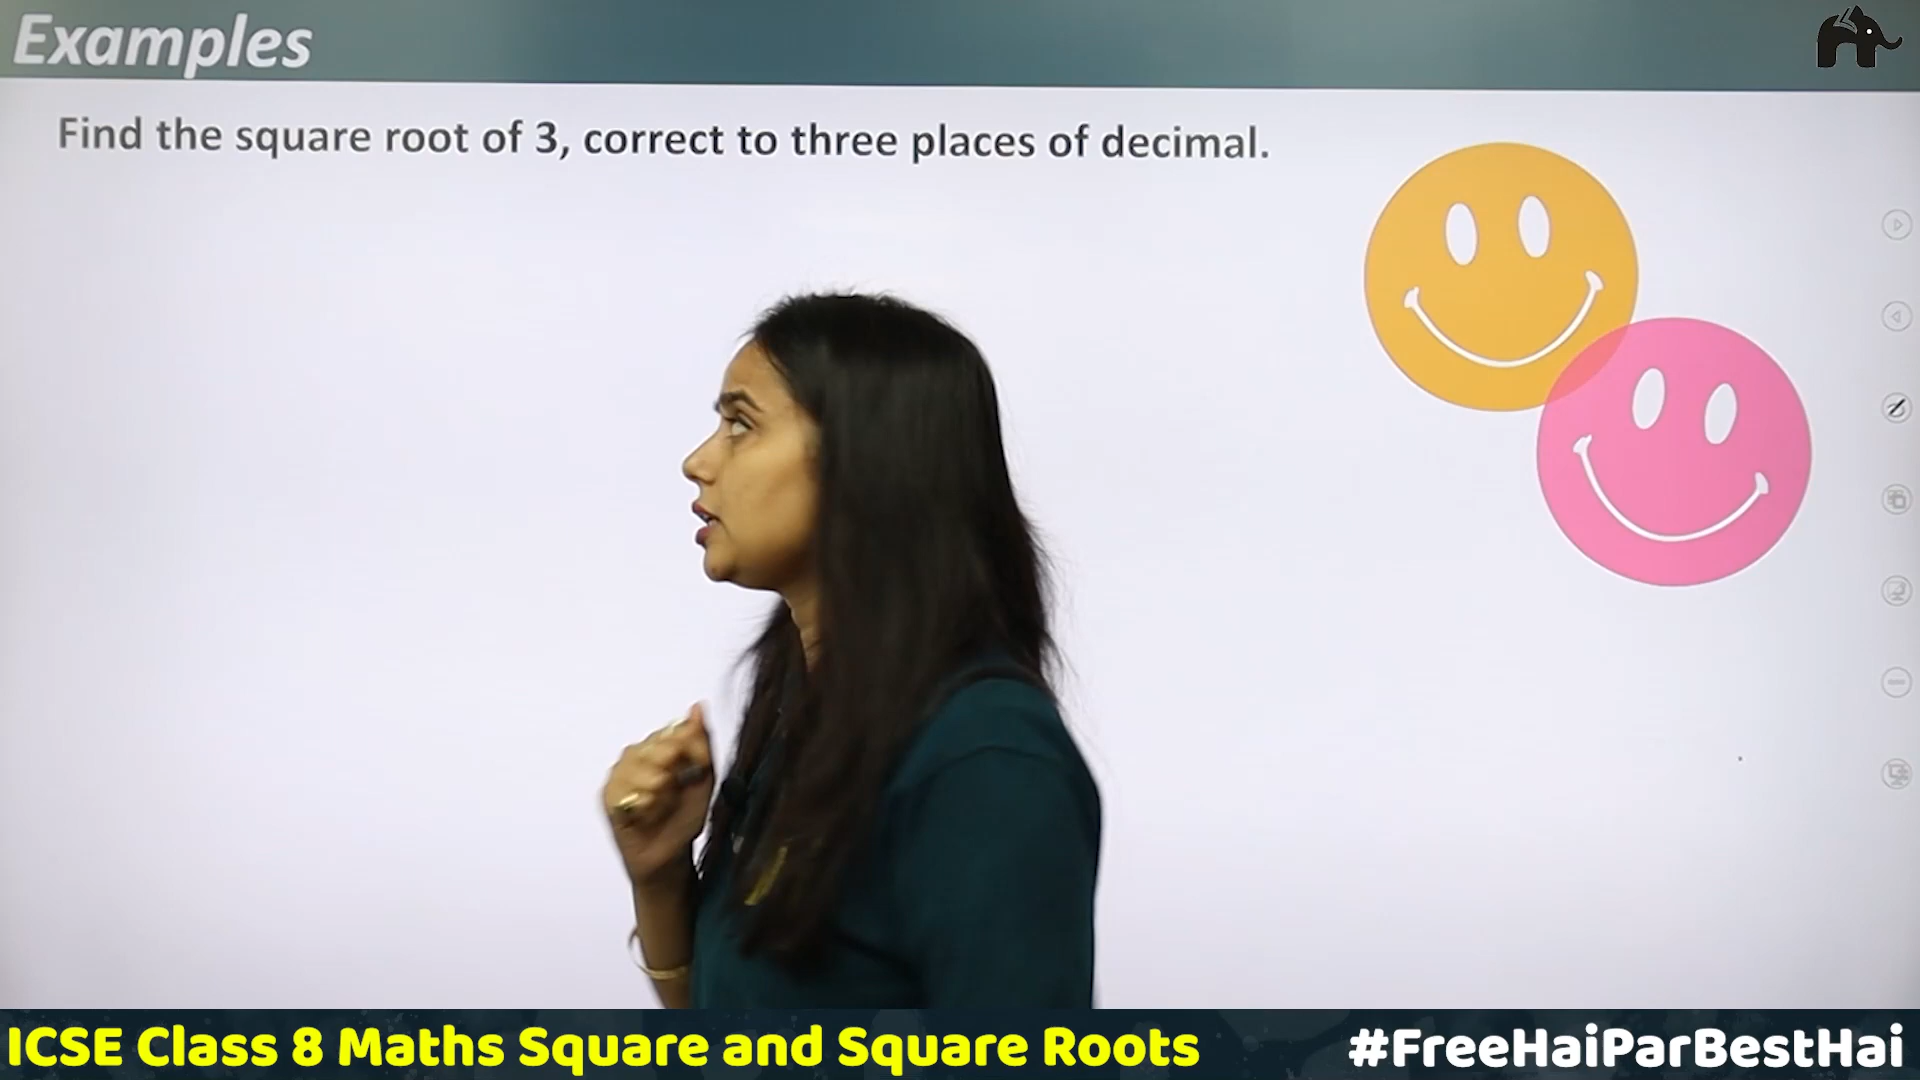 Examples
Find the square root of 3, correct to three places of decimal.
ICSE Class 8 Maths Square and Square Roots
#FreeHaiParBestHai